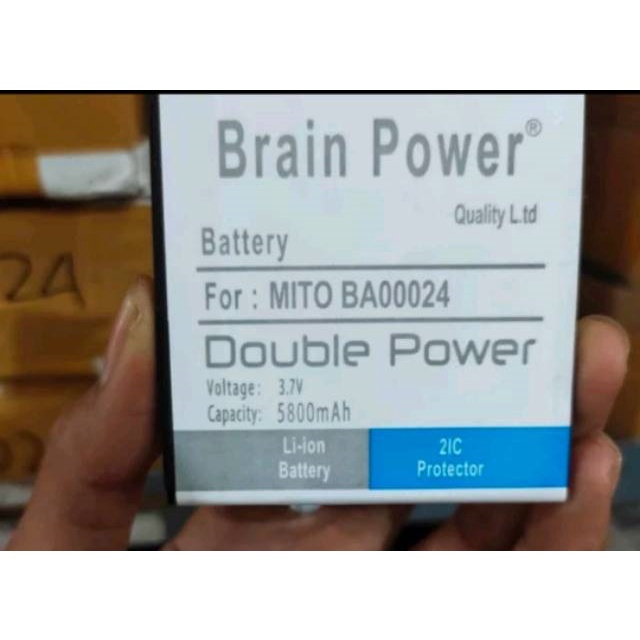 Brain Power®
Quality L.td
Battery
For : MITO BA00024
Double Power
Voltage: 3.7V
Capacity: 5800mAh
Li-ion
Battery
2IC
Protector
2A